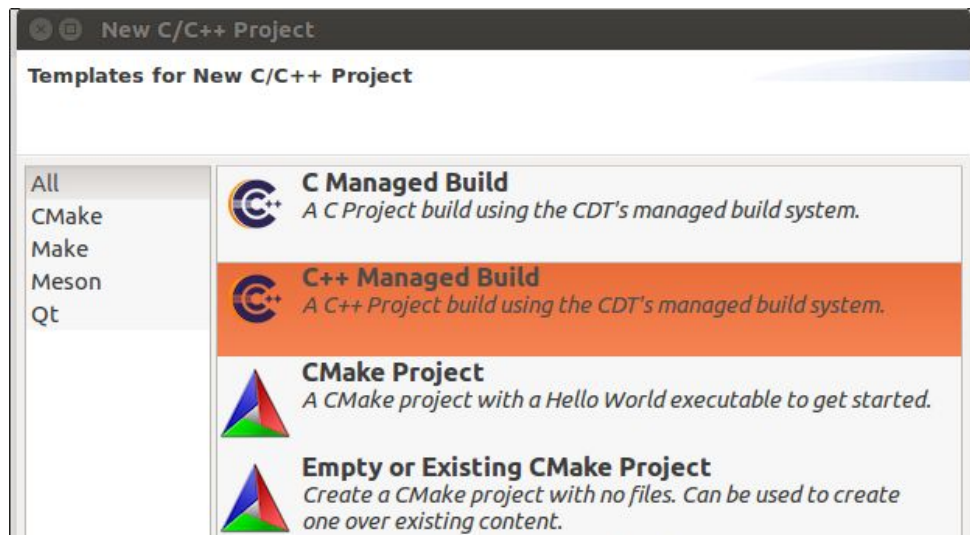 New C/C++ Project
Templates for New C/C++ Project
All
CMake
Make
Meson
Qt
C Managed Build
A C Project build using the CDT's managed build system.
C++ Managed Build
A C++ Project build using the CDT's managed build system.
CMake Project
A CMake project with a Hello World executable to get started.
Empty or Existing CMake Project
Create a CMake project with no files. Can be used to create
one over existing content.